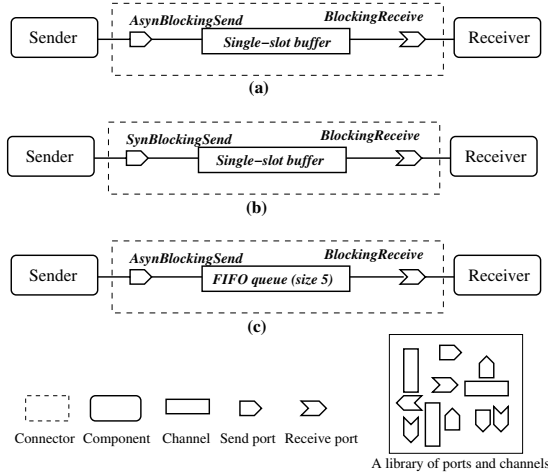 AsynBlockingSend BlockingReceive
Sender Single-slot buffer Receiver
(a)
SynBlockingSend BlockingReceive
Sender Single-slot buffer Receiver
(b)
AsynBlockingSend BlockingReceive
Sender FIFO queue (size 5) Receiver
(c)
Connector Component Channel Send port Receive port
A library of ports and channels